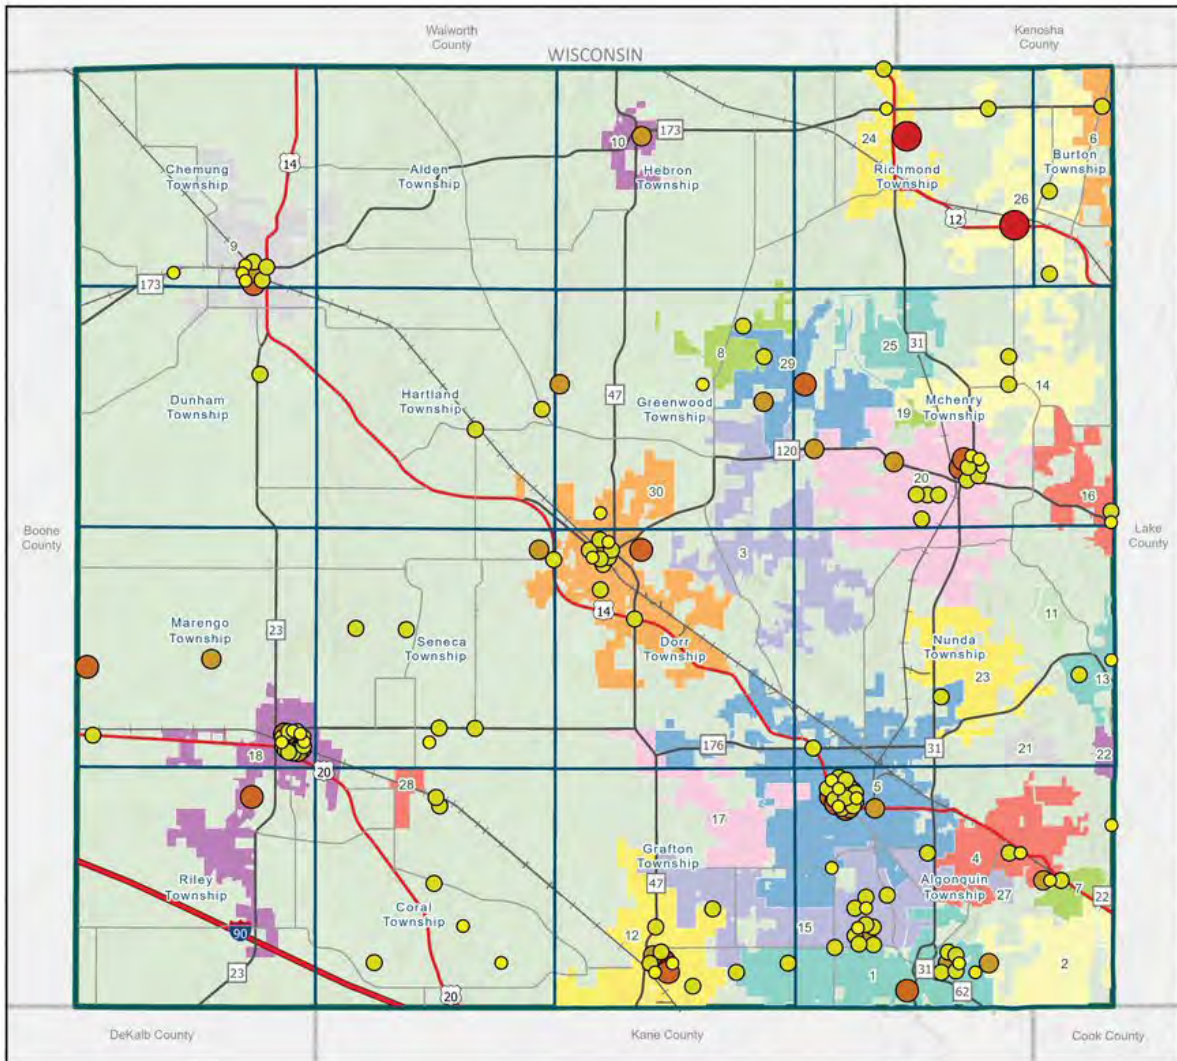 Walworth
County
Kenosha
County
WISCONSIN
173
10
24
6
14
Chemung
Township
Alden
Township
Hebron
Township
Richmond
Township
Burton
Township
26
12
9
173
31
25
8
29
14
47
Dunham
Township
Hartland
Township
Greenwood
Township
Mchenry
Township
19
120
20
30
16
Boone
County
Lake
County
3
14
11
Marengo
Township
23
Seneca
Township
Dorr
Township
Nunda
Township
23
13
176
31
21
22
18
20
28
5
17
Grafton
Township
4
Riley
Township
Coral
Township
47
Algonquin
Township
27
7
22
90
12
15
23
20
1
31
62
2
DeKalb County
Kane County
Cook County